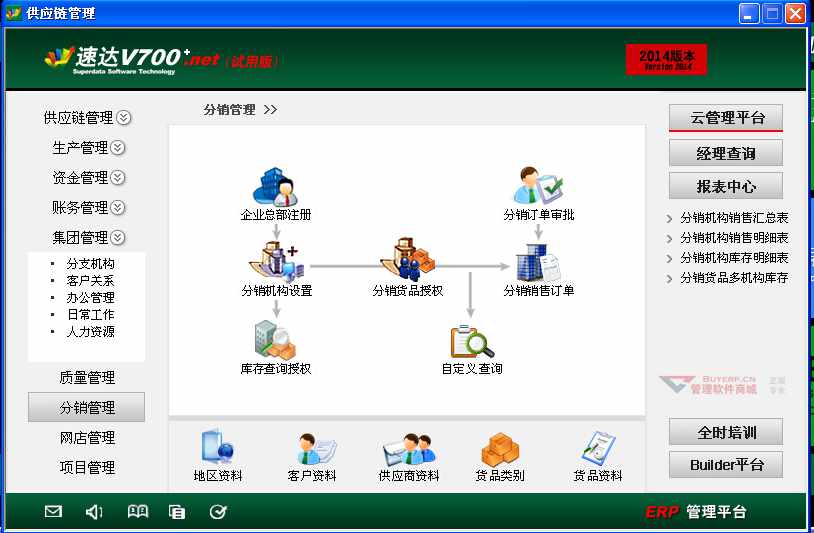 供应链管理
速达V700+.net (试用版)
Superdata Software Technology
2014版本
Version 2014
供应链管理
生产管理
资金管理
账务管理
集团管理
分支机构
客户关系
办公管理
日常工作
人力资源
质量管理
分销管理
网店管理
项目管理
分销管理 >>
企业总部注册
分销订单审批
分销机构设置
分销货品授权
分销销售订单
库存查询授权
自定义查询
地区资料
客户资料
供应商资料
货品类别
货品资料
云管理平台
经理查询
报表中心
分销机构销售汇总表
分销机构销售明细表
分销机构库存明细表
分销货品多机构库存
BUYERP.CN
管理软件商城
全时培训
Builder平台
ERP 管理平台